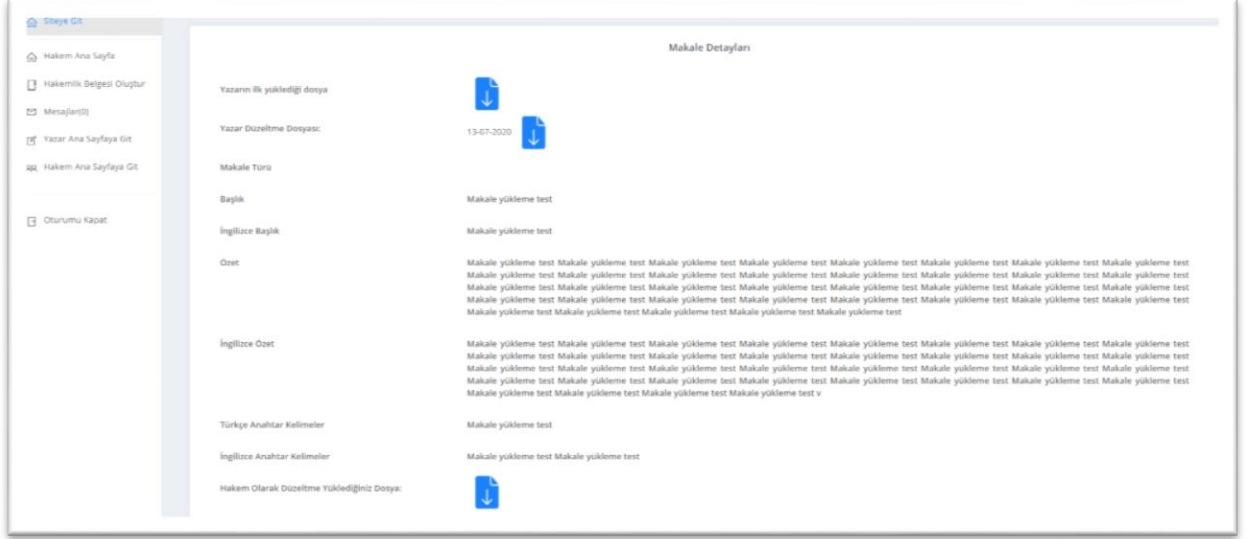 Siteye Git
Hakem Ana Sayfa
Hakemlik Belgesi Oluştur
Mesajlar(0)
Yazar Ana Sayfaya Git
Hakem Ana Sayfaya Git
Oturumu Kapat
Makale Detayları
Yazarın ilk yüklediği dosya
Yazar Düzeltme Dosyası: 13-07-2020
Makale Türü
Başlık Makale yükleme test
İngilizce Başlık Makale yükleme test
Özet Makale yükleme test Makale yükleme test Makale yükleme test Makale yükleme test Makale yükleme test Makale yükleme test Makale yükleme test Makale yükleme test
Makale yükleme test Makale yükleme test Makale yükleme test Makale yükleme test Makale yükleme test Makale yükleme test Makale yükleme test Makale yükleme test
Makale yükleme test Makale yükleme test Makale yükleme test Makale yükleme test Makale yükleme test Makale yükleme test Makale yükleme test Makale yükleme test
Makale yükleme test Makale yükleme test Makale yükleme test Makale yükleme test Makale yükleme test Makale yükleme test Makale yükleme test Makale yükleme test
Makale yükleme test Makale yükleme test Makale yükleme test Makale yükleme test Makale yükleme test
İngilizce Özet Makale yükleme test Makale yükleme test Makale yükleme test Makale yükleme test Makale yükleme test Makale yükleme test Makale yükleme test Makale yükleme test
Makale yükleme test Makale yükleme test Makale yükleme test Makale yükleme test Makale yükleme test Makale yükleme test Makale yükleme test Makale yükleme test
Makale yükleme test Makale yükleme test Makale yükleme test Makale yükleme test Makale yükleme test Makale yükleme test Makale yükleme test Makale yükleme test
Makale yükleme test Makale yükleme test Makale yükleme test Makale yükleme test Makale yükleme test Makale yükleme test Makale yükleme test Makale yükleme test
Makale yükleme test Makale yükleme test Makale yükleme test Makale yükleme test v
Türkçe Anahtar Kelimeler Makale yükleme test
İngilizce Anahtar Kelimeler Makale yükleme test Makale yükleme test
Hakem Olarak Düzeltme Yüklediğiniz Dosya: